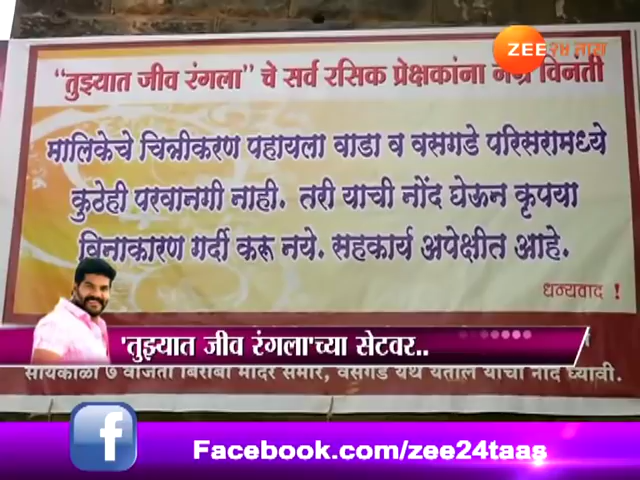 ZEE २४ तास
"तुझ्यात जीव रंगला" चे सर्व रसिक प्रेक्षकांना नम्र विनंती
मालिकेचे चित्रीकरण पहायला वाडा व वसगडे परिसरामध्ये
कुठेही परवानगी नाही. तरी याची नोंद घेऊन कृपया
विनाकारण गर्दी करू नये. सहकार्य अपेक्षीत आहे.
धन्यवाद !
'तुझ्यात जीव रंगला'च्या सेटवर..
सायंकाळी ७ वाजता बिरोबा मंदिर समोर, वसगडे येथे येतील याची नोंद घ्यावी.
f
Facebook.com/zee24taas